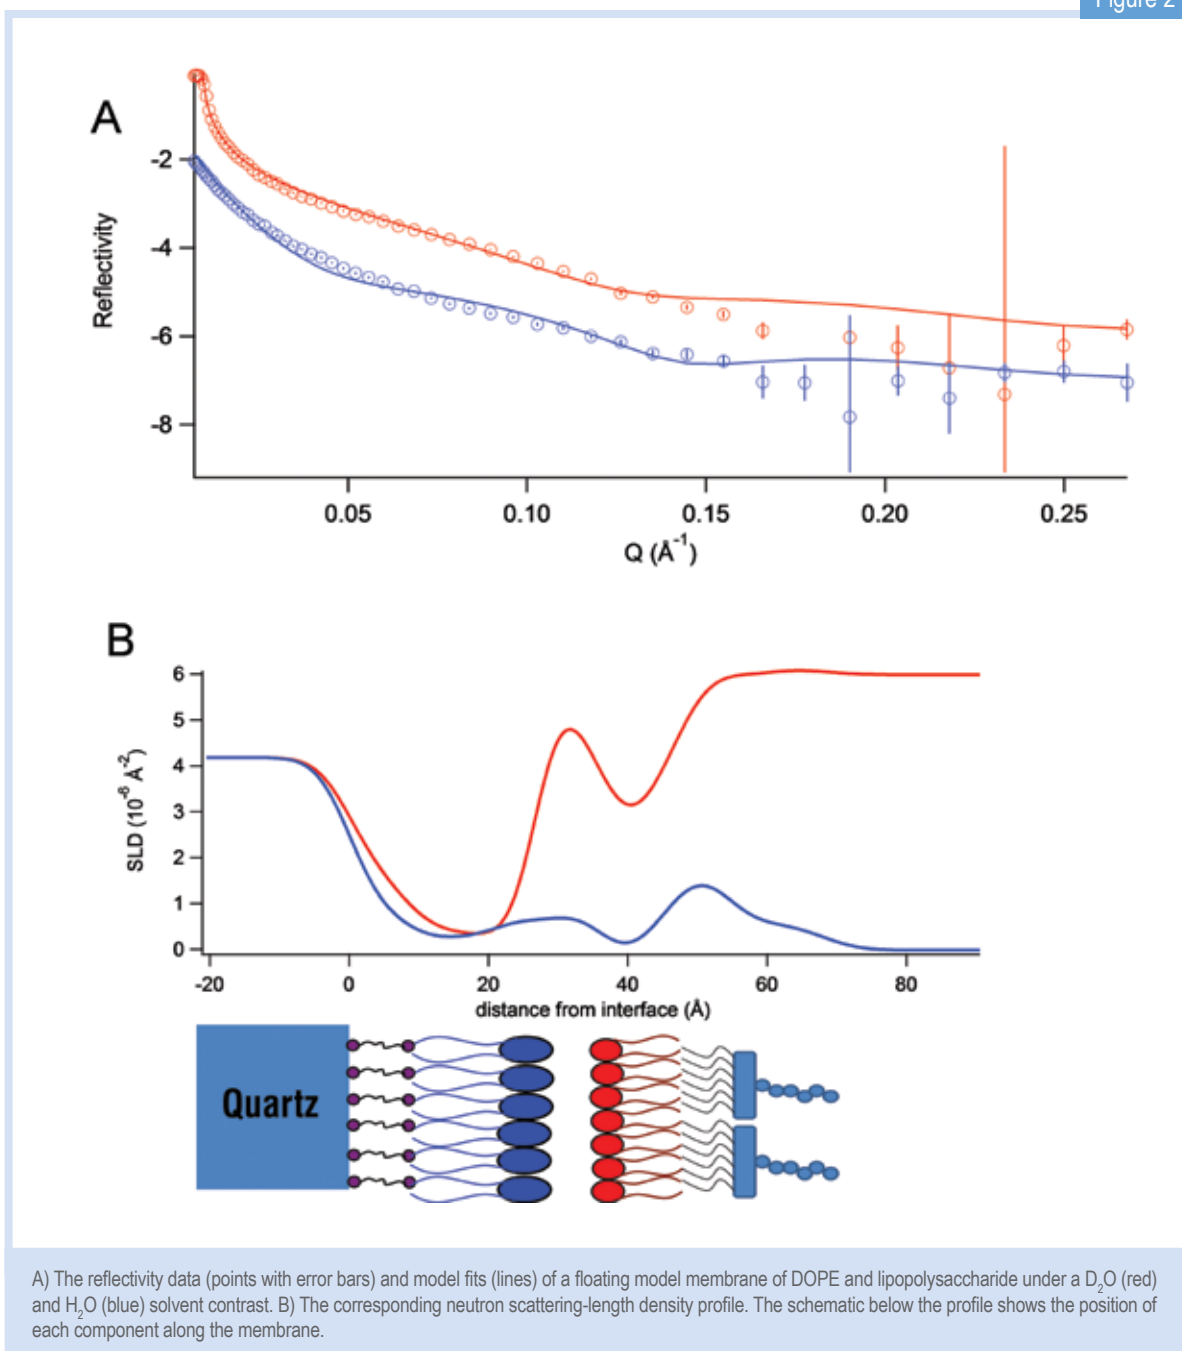 Figure 2
A
-2
-4
-6
-8
Reflectivity
0.05 0.10 0.15 0.20 0.25
Q (Å⁻¹)
B
6
5
4
3
2
1
0
SLD (10⁻⁶ Å⁻²)
-20 0 20 40 60 80
distance from interface (Å)
Quartz
A) The reflectivity data (points with error bars) and model fits (lines) of a floating model membrane of DOPE and lipopolysaccharide under a D₂O (red)
and H₂O (blue) solvent contrast. B) The corresponding neutron scattering-length density profile. The schematic below the profile shows the position of
each component along the membrane.